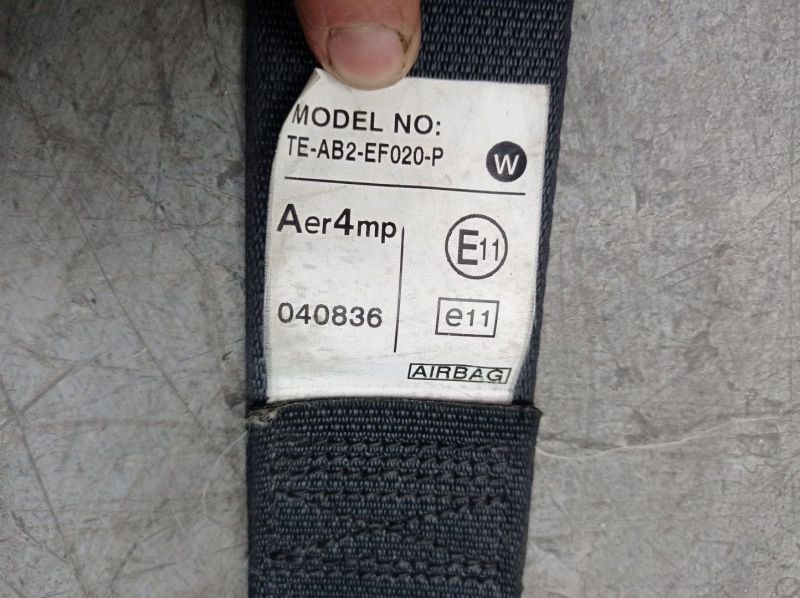 MODEL NO:
TE-AB2-EF020-P
W
Aer4mp
E11
040836
e11
AIRBAG